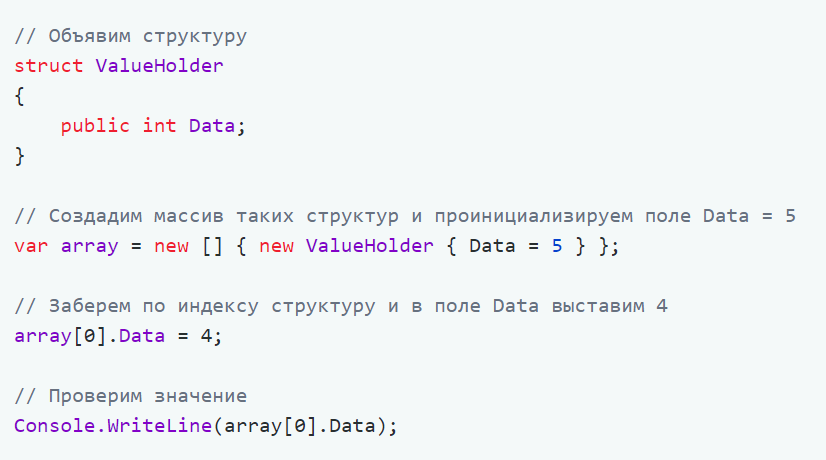 // Объявим структуру
struct ValueHolder
{
    public int Data;
}
// Создадим массив таких структур и проинициализируем поле Data = 5
var array = new [] { new ValueHolder { Data = 5 } };
// Заберем по индексу структуру и в поле Data выставим 4
array[0].Data = 4;
// Проверим значение
Console.WriteLine(array[0].Data);